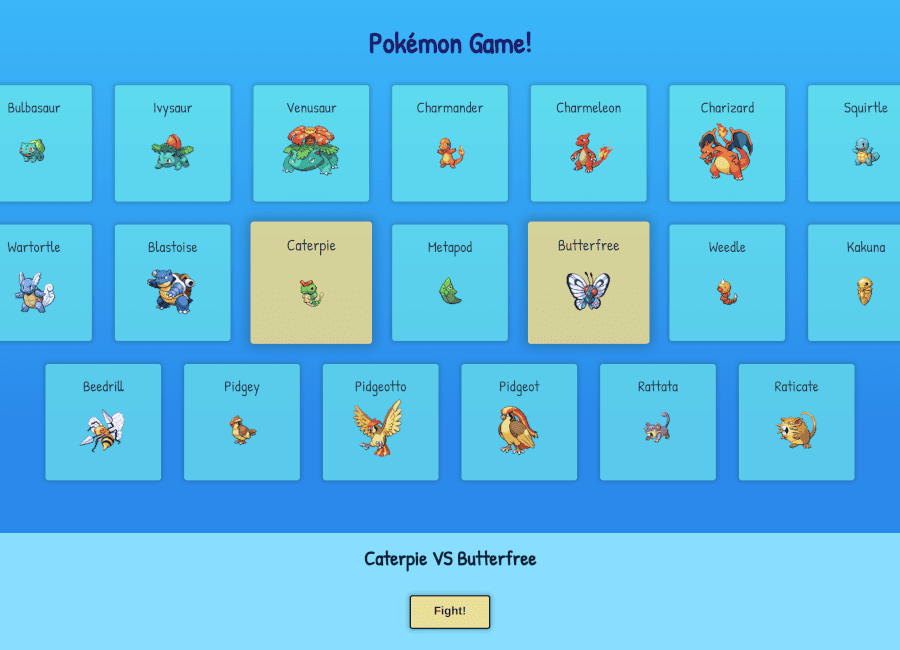 Pokémon Game!
Bulbasaur Ivysaur Venusaur Charmander Charmeleon Charizard Squirtle
Wartortle Blastoise Caterpie Metapod Butterfree Weedle Kakuna
Beedrill Pidgey Pidgeotto Pidgeot Rattata Raticate
Caterpie VS Butterfree
Fight!